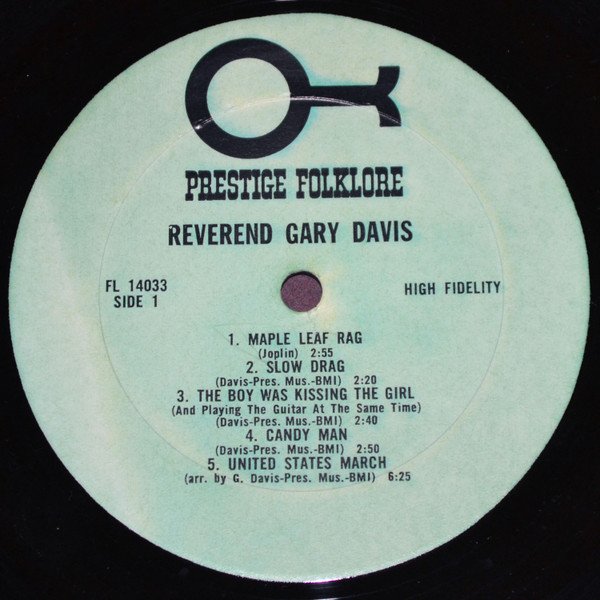 PRESTIGE FOLKLORE
REVEREND GARY DAVIS
FL 14033
SIDE 1
HIGH FIDELITY
1. MAPLE LEAF RAG
(Joplin) 2:55
2. SLOW DRAG
(Davis-Pres. Mus.-BMI) 2:20
3. THE BOY WAS KISSING THE GIRL
(And Playing The Guitar At The Same Time)
(Davis-Pres. Mus.-BMI) 2:40
4. CANDY MAN
(Davis-Pres. Mus.-BMI) 2:50
5. UNITED STATES MARCH
(arr. by G. Davis-Pres. Mus.-BMI) 6:25